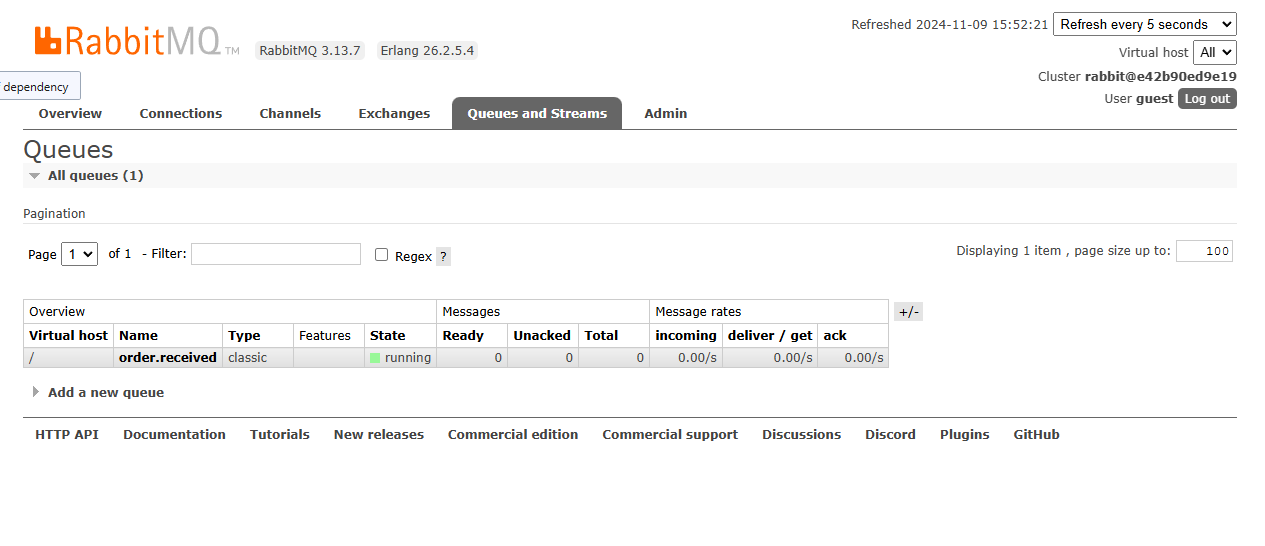 Refreshed 2024-11-09 15:52:21 Refresh every 5 seconds
RabbitMQ TM RabbitMQ 3.13.7 Erlang 26.2.5.4
Virtual host All
Cluster rabbit@e42b90ed9e19
dependency
User guest Log out
Overview Connections Channels Exchanges Queues and Streams Admin
Queues
All queues (1)
Pagination
Page 1 of 1 - Filter: Regex ? Displaying 1 item , page size up to: 100
Overview Messages Message rates +/-
Virtual host Name Type Features State Ready Unacked Total incoming deliver / get ack
/ order.received classic running 0 0 0 0.00/s 0.00/s 0.00/s
Add a new queue
HTTP API Documentation Tutorials New releases Commercial edition Commercial support Discussions Discord Plugins GitHub